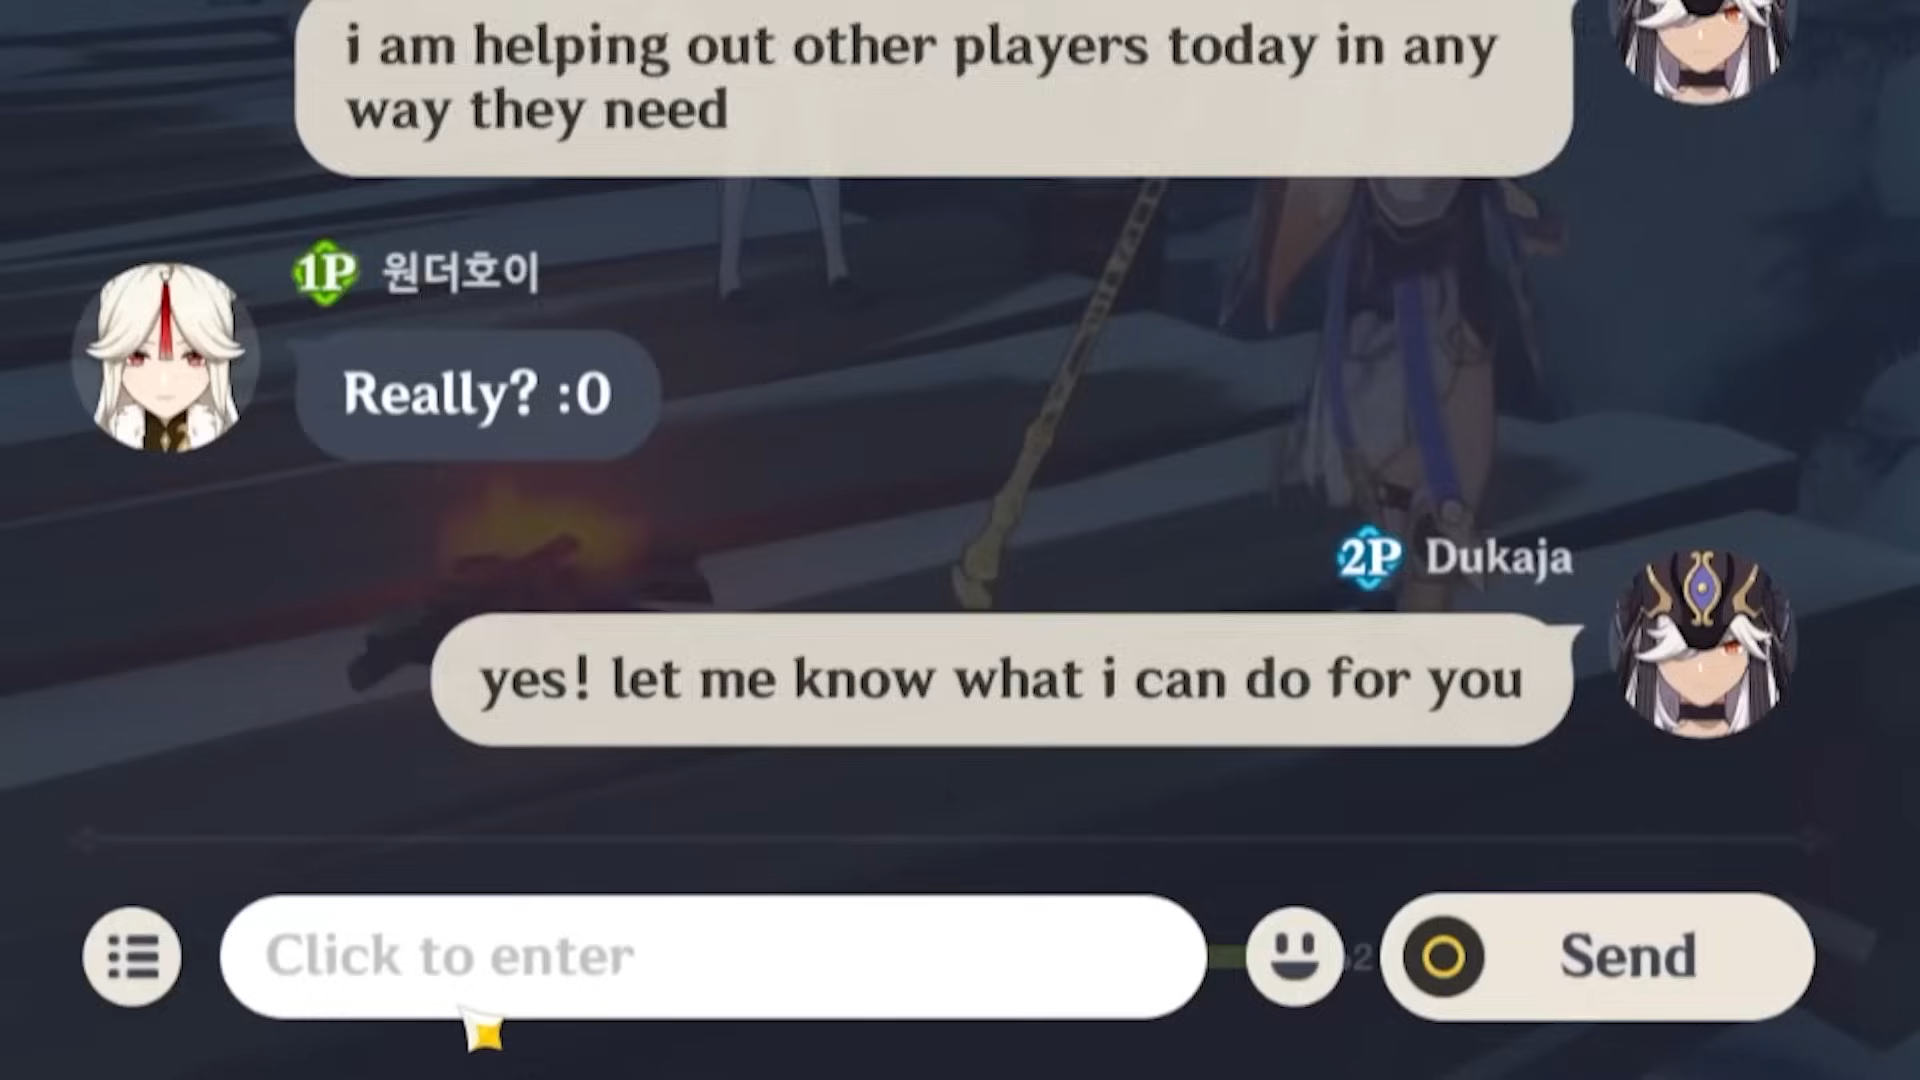 i am helping out other players today in any
way they need
1P 원더호이
Really? :0
2P Dukaja
yes! let me know what i can do for you
Click to enter
2
Send